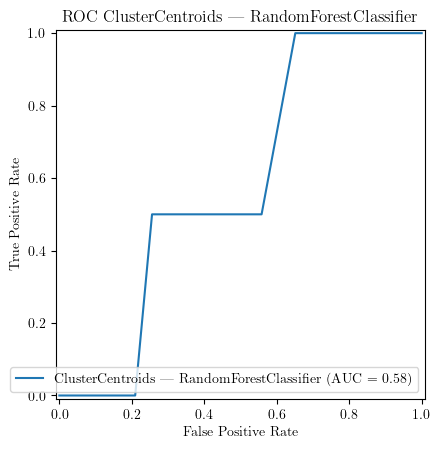 ROC ClusterCentroids — RandomForestClassifier
1.0
0.8
0.6
0.4
0.2
0.0
True Positive Rate
ClusterCentroids — RandomForestClassifier (AUC = 0.58)
0.0 0.2 0.4 0.6 0.8 1.0
False Positive Rate